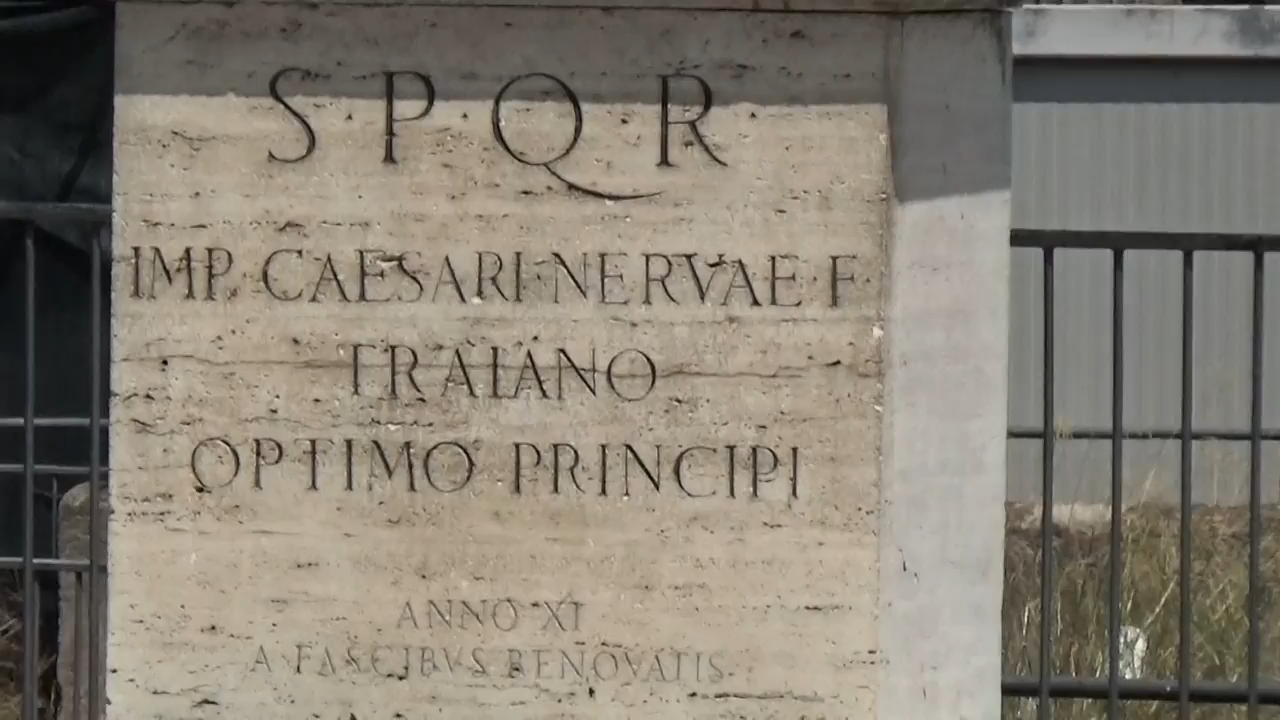 S·P·Q·R
IMP. CAESARI·NERVAE·F·
TRAIANO
OPTIMO PRINCIPI
ANNO XI
A FASCIBVS RENOVATIS